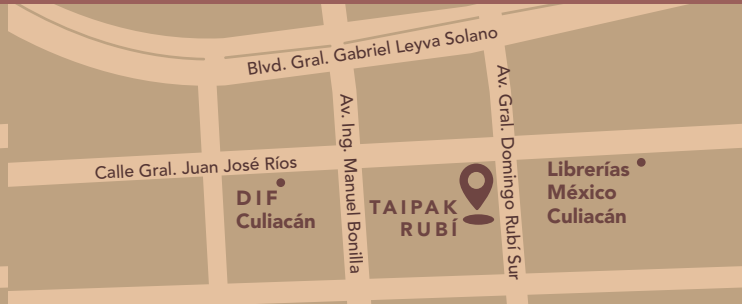 Blvd. Gral. Gabriel Leyva Solano
Av. Ing. Manuel Bonilla
Av. Gral. Domingo Rubí Sur
Calle Gral. Juan José Ríos
DIF
Culiacán
TAIPAK
RUBÍ
Librerías
México
Culiacán